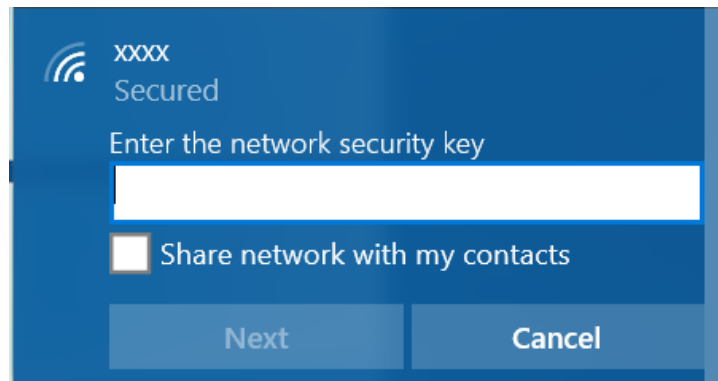 xxxx
Secured
Enter the network security key
Share network with my contacts
Next Cancel